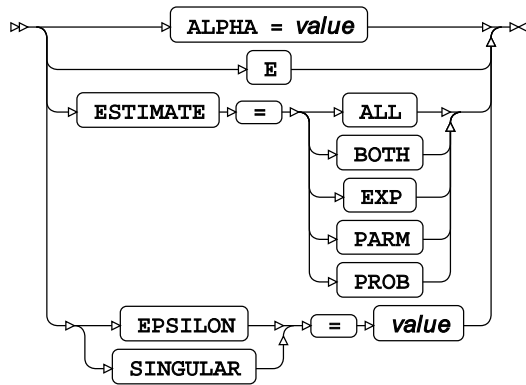 ALPHA = value
E
ESTIMATE = ALL
BOTH
EXP
PARM
PROB
EPSILON = value
SINGULAR